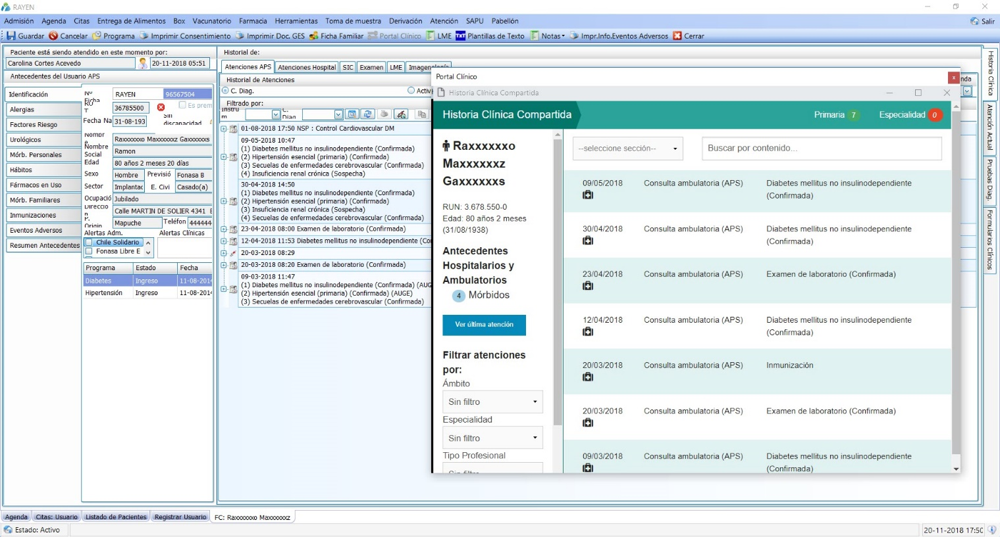 RAYEN
Admisión Agenda Citas Entrega de Alimentos Box Vacunatorio Farmacia Herramientas Toma de muestra Derivación Atención SAPU Pabellón Salir
Guardar Cancelar Programa Imprimir Consentimiento Imprimir Doc. GES Ficha Familiar Portal Clínico LME Plantillas de Texto Notas Impr.Info.Eventos Adversos Cerrar
Paciente está siendo atendido en este momento por:
Carolina Cortes Acevedo 20-11-2018 05:51
Antecedentes del Usuario APS
Identificación
Alergias
Factores Riesgo
Urológicos
Mórb. Personales
Hábitos
Fármacos en Uso
Mórb. Familiares
Inmunizaciones
Eventos Adversos
Resumen Antecedentes
Ficha RAYEN 96567504
36785500 Es prem
Fecha Na 31-08-193
Raxxxxxxo Maxxxxxxz Gaxxxxxxs
Nombre
Social Ramon
Edad 80 años 2 meses 20 días
Sexo Hombre Previsió Fonasa B
Sector Implantac E. Civi Casado(a)
Ocupació Jubilado
Calle MARTIN DE SOLIER 4341
Mapuche Teléfon 444444
Alertas Adm. Alertas Clínicas
Chile Solidario
Fonasa Libre E
Programa Estado Fecha
Diabetes Ingreso 11-08-201
Hipertensión Ingreso 11-08-201
Historial de:
Atenciones APS Atenciones Hospital SIC Examen LME Imagenología
Historial de Atenciones
C. Diag. Activi
Filtrado por:
01-08-2018 17:50 NSP : Control Cardiovascular DM
09-05-2018 10:47
(1) Diabetes mellitus no insulinodependiente (Confirmada)
(2) Hipertensión esencial (primaria) (Confirmada)
(3) Secuelas de enfermedades cerebrovascular (Confirmada)
(4) Insuficiencia renal crónica (Sospecha)
30-04-2018 14:50
(1) Diabetes mellitus no insulinodependiente (Confirmada)
(2) Hipertensión esencial (primaria) (Confirmada)
(3) Insuficiencia renal crónica (Sospecha)
(4) Secuelas de enfermedades cerebrovascular (Confirmada)
23-04-2018 08:00 Examen de laboratorio (Confirmada)
12-04-2018 11:53 Diabetes mellitus no insulinodependiente (Co
20-03-2018 08:29
20-03-2018 08:20 Examen de laboratorio (Confirmada)
09-03-2018 11:47
(1) Diabetes mellitus no insulinodependiente (Confirmada) (AUG
(2) Hipertensión esencial (primaria) (Confirmada) (AUGE)
(3) Secuelas de enfermedades cerebrovascular (Confirmada)
Portal Clínico
nda
Historia Clínica Compartida
Historia Clínica Compartida Primaria 7 Especialidad 0
Raxxxxxxo
Maxxxxxxz
Gaxxxxxxs
RUN: 3.678.550-0
Edad: 80 años 2 meses
(31/08/1938)
Antecedentes
Hospitalarios y
Ambulatorios
4 Mórbidos
Ver última atención
Filtrar atenciones
por:
Ámbito
Sin filtro
Especialidad
Sin filtro
Tipo Profesional
Sin filtro
--seleccione sección-- Buscar por contenido...
09/05/2018 Consulta ambulatoria (APS) Diabetes mellitus no insulinodependiente
(Confirmada)
30/04/2018 Consulta ambulatoria (APS) Diabetes mellitus no insulinodependiente
(Confirmada)
23/04/2018 Consulta ambulatoria (APS) Examen de laboratorio (Confirmada)
12/04/2018 Consulta ambulatoria (APS) Diabetes mellitus no insulinodependiente
(Confirmada)
20/03/2018 Consulta ambulatoria (APS) Inmunización
20/03/2018 Consulta ambulatoria (APS) Examen de laboratorio (Confirmada)
09/03/2018 Consulta ambulatoria (APS) Diabetes mellitus no insulinodependiente
(Confirmada)
Historia Clínica
Atención Actual
Pruebas Diag.
Formularios Clínicos
Agenda Citas: Usuario Listado de Pacientes Registrar Usuario FC: Raxxxxxxo Maxxxxxxz
Estado: Activo 20-11-2018 17:50